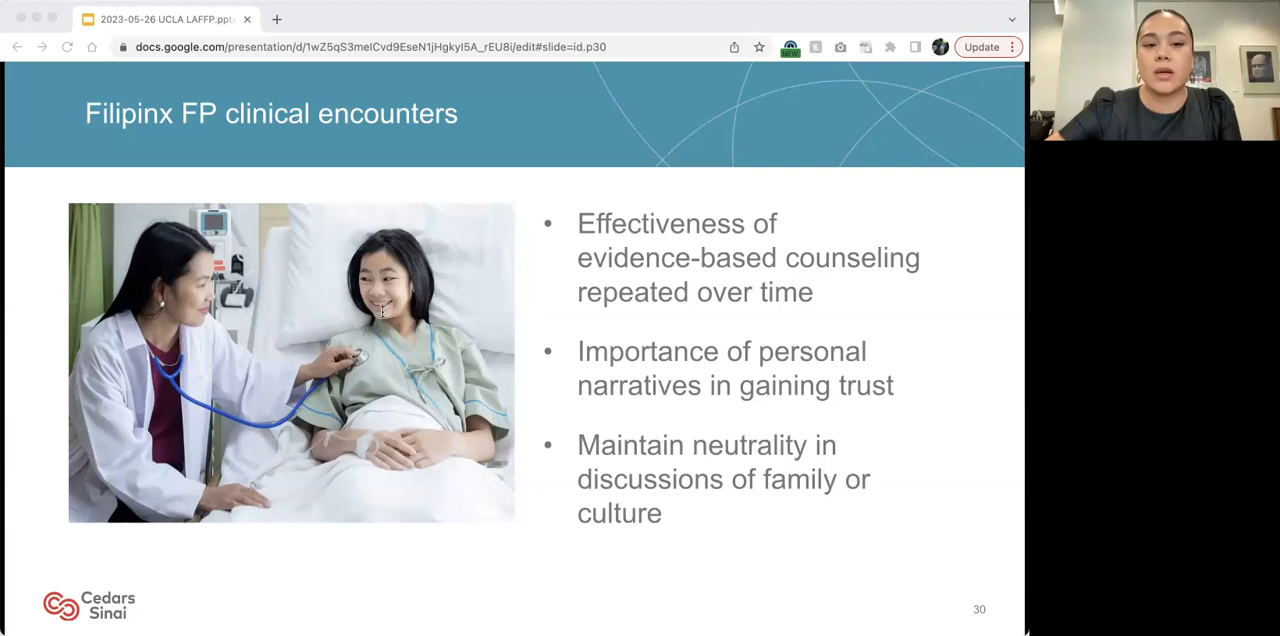 2023-05-26 UCLA LAFFP.ppt
docs.google.com/presentation/d/1wZ5qS3melCvd9EseN1jHgkyI5A_rEU8i/edit#slide=id.p30
NEW
Update
Filipinx FP clinical encounters
• Effectiveness of
evidence-based counseling
repeated over time
• Importance of personal
narratives in gaining trust
• Maintain neutrality in
discussions of family or
culture
Cedars
Sinai
30